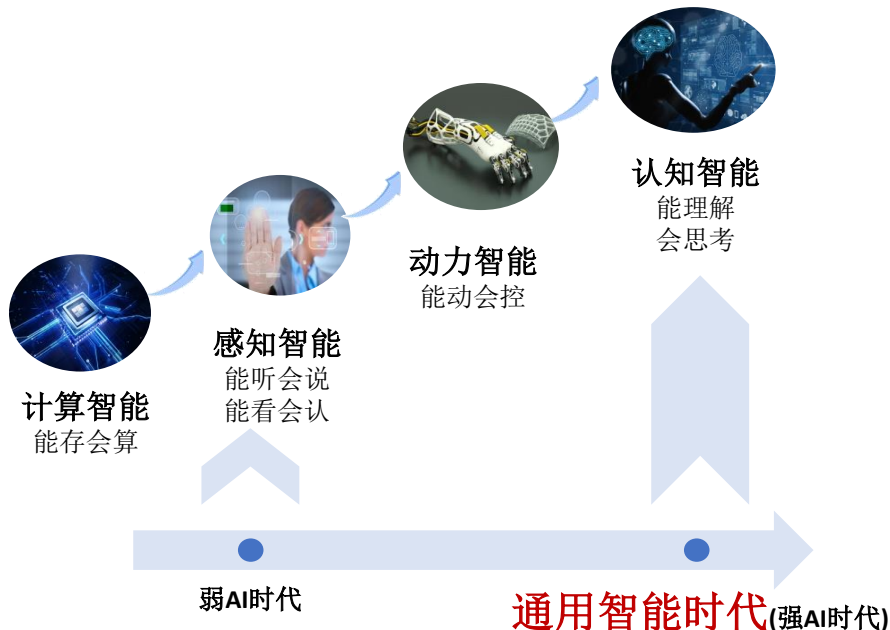 计算智能
能存会算
感知智能
能听会说
能看会认
动力智能
能动会控
认知智能
能理解
会思考
弱AI时代
通用智能时代(强AI时代)